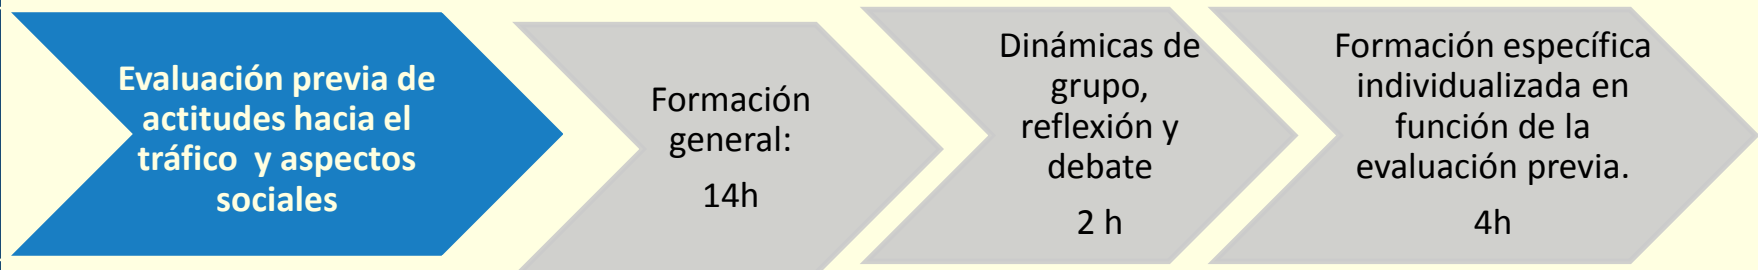 Evaluación previa de
actitudes hacia el
tráfico y aspectos
sociales
Formación
general:
14h
Dinámicas de
grupo,
reflexión y
debate
2 h
Formación específica
individualizada en
función de la
evaluación previa.
4h